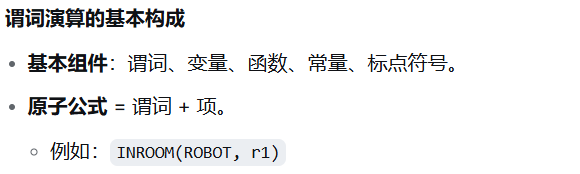 谓词演算的基本构成
基本组件：谓词、变量、函数、常量、标点符号。
原子公式 = 谓词 + 项。
例如：INROOM(ROBOT, r1)